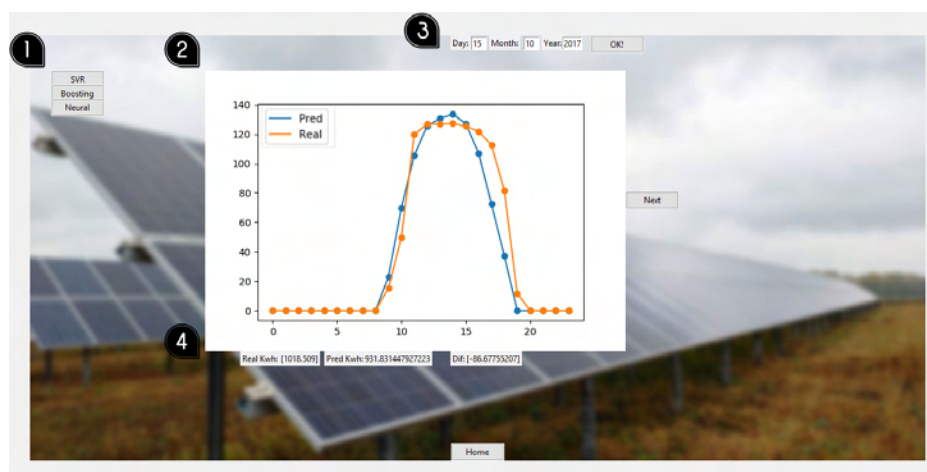 3
Day: 15 Month: 10 Year: 2017 OK!
1
2
SVR
Boosting
Neural
140
120
100
80
60
40
20
0
Pred
Real
0 5 10 15 20
Next
4
Real Kwh: [1018.509] Pred Kwh: 931.831447927223 Dif: [-86.67755207]
Home